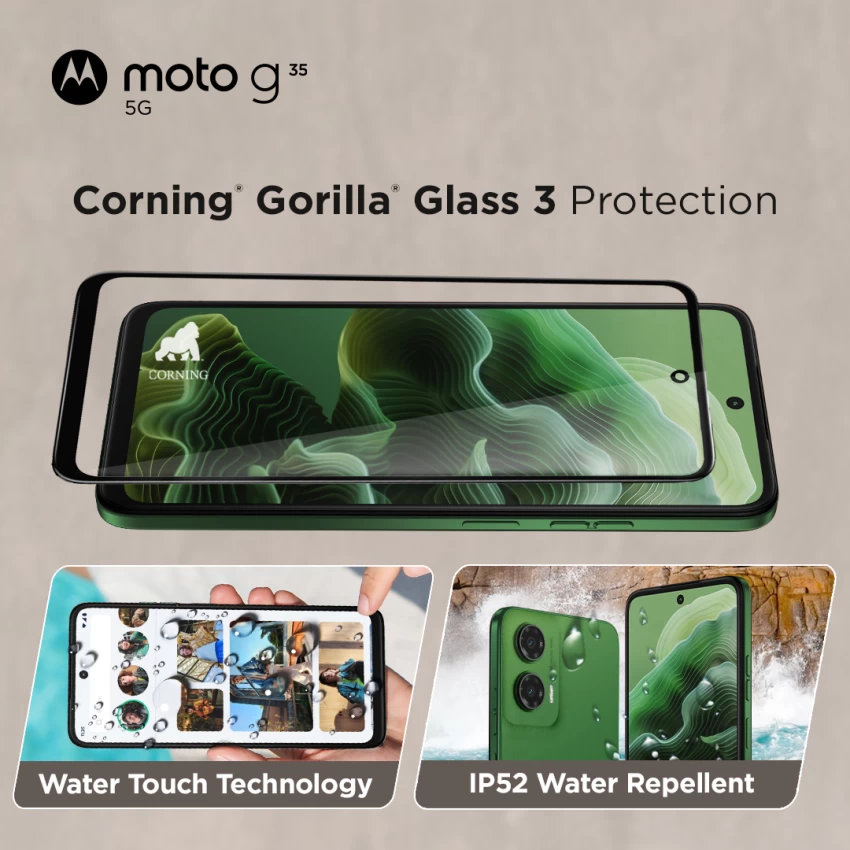 moto g 35
5G
Corning® Gorilla® Glass 3 Protection
CORNING
Water Touch Technology
IP52 Water Repellent